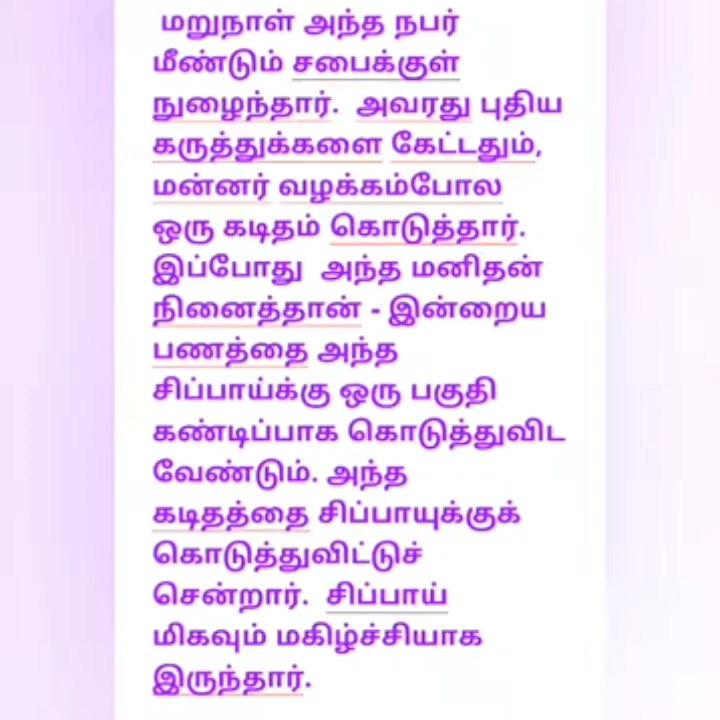 மறுநாள் அந்த நபர்
மீண்டும் சபைக்குள்
நுழைந்தார். அவரது புதிய
கருத்துக்களை கேட்டதும்,
மன்னர் வழக்கம்போல
ஒரு கடிதம் கொடுத்தார்.
இப்போது அந்த மனிதன்
நினைத்தான் - இன்றைய
பணத்தை அந்த
சிப்பாய்க்கு ஒரு பகுதி
கண்டிப்பாக கொடுத்துவிட
வேண்டும். அந்த
கடிதத்தை சிப்பாயுக்குக்
கொடுத்துவிட்டுச்
சென்றார். சிப்பாய்
மிகவும் மகிழ்ச்சியாக
இருந்தார்.